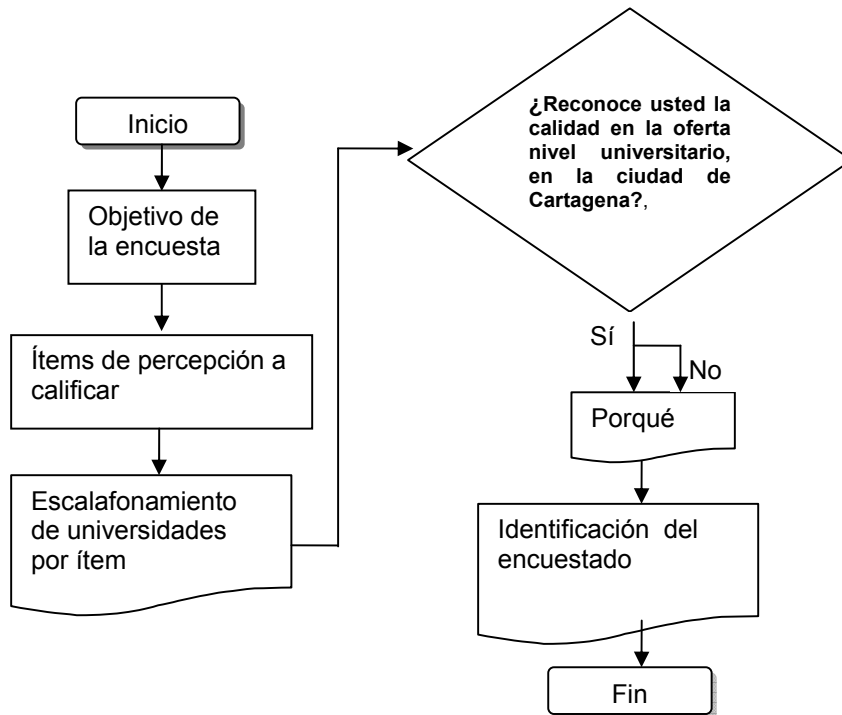 Inicio
Objetivo de
la encuesta
Ítems de percepción a
calificar
Escalafonamiento
de universidades
por ítem
¿Reconoce usted la
calidad en la oferta
nivel universitario,
en la ciudad de
Cartagena?,
Sí
No
Porqué
Identificación del
encuestado
Fin